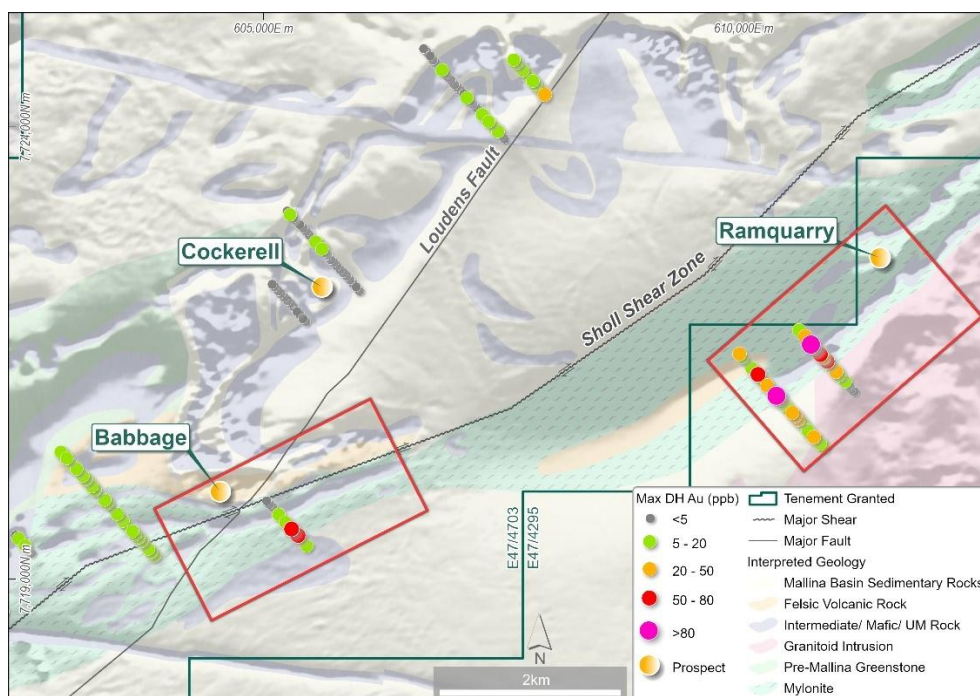 605,000E m
610,000E m
7,724,000N m
Loudens Fault
Cockerell
Ramquarry
Sholl Shear Zone
Babbage
7,719,000N m
E47/4703
E47/4295
N
2km
Max DH Au (ppb)
<5
5 - 20
20 - 50
50 - 80
>80
Prospect
Tenement Granted
Major Shear
Major Fault
Interpreted Geology
Mallina Basin Sedimentary Rocks
Felsic Volcanic Rock
Intermediate/ Mafic/ UM Rock
Granitoid Intrusion
Pre-Mallina Greenstone
Mylonite